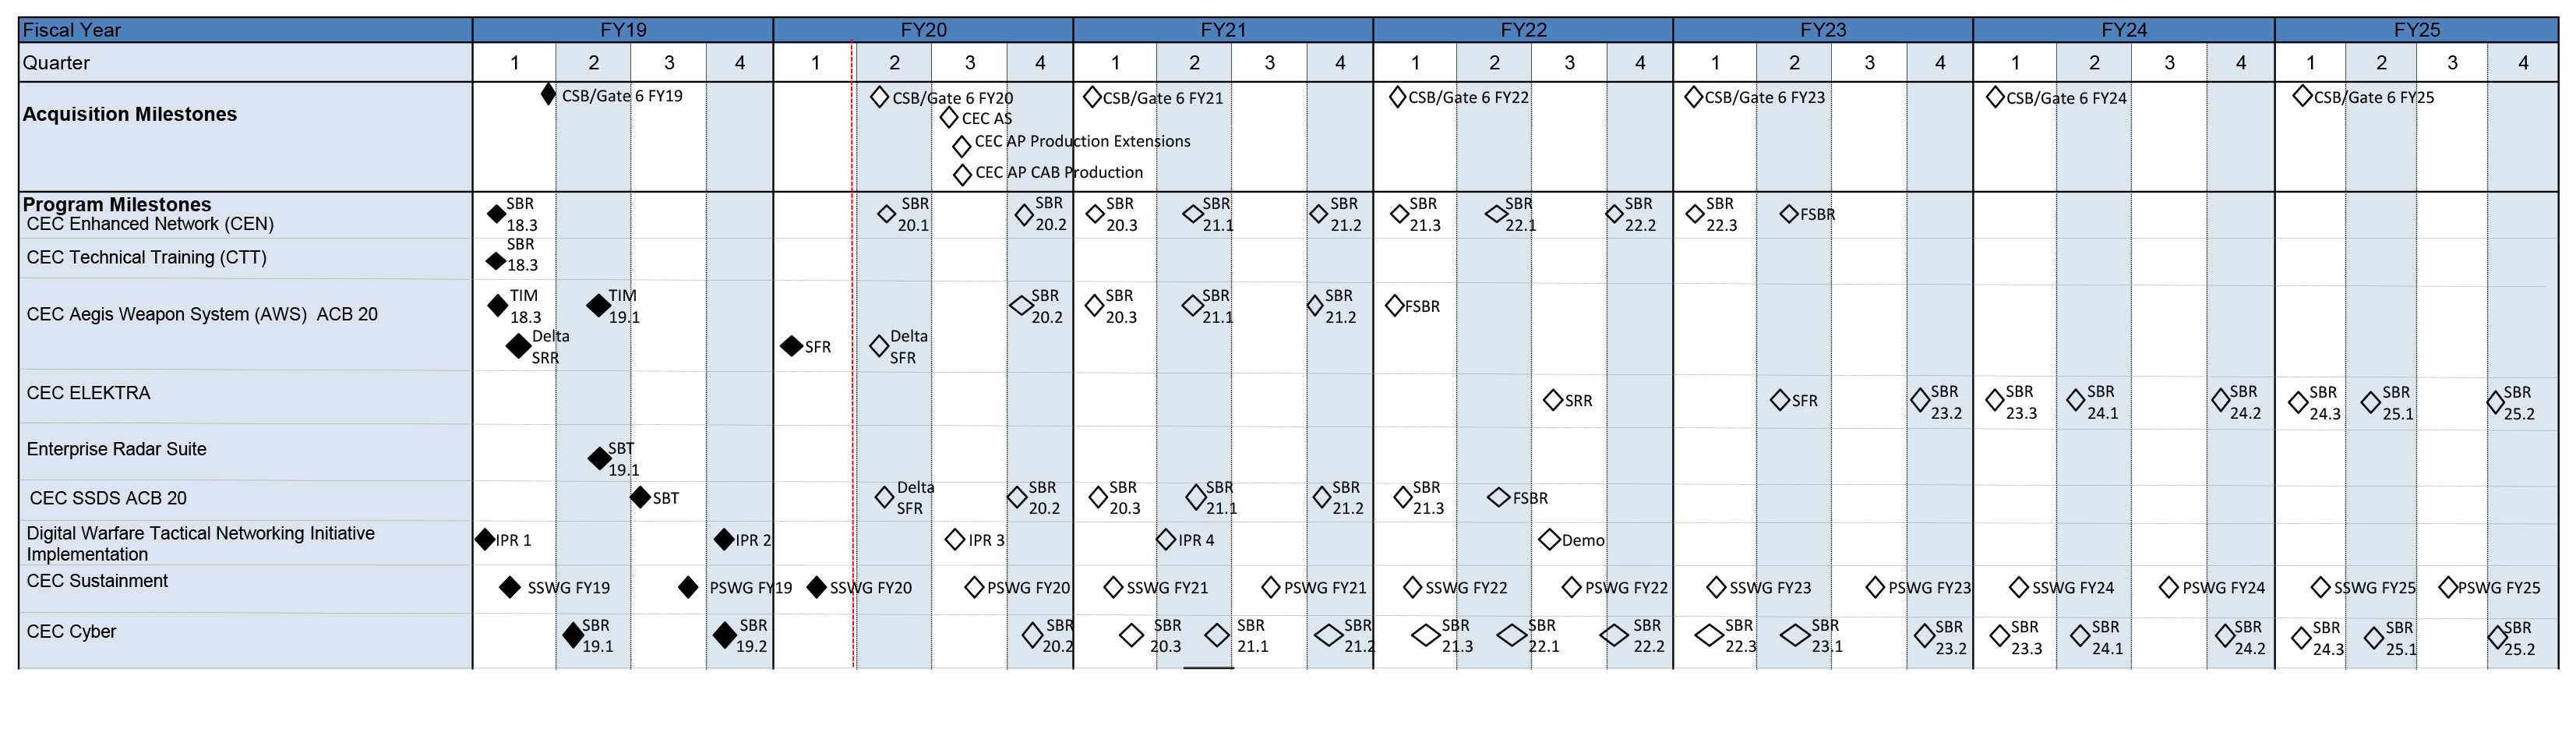 Fiscal Year FY19 FY20 FY21 FY22 FY23 FY24 FY25
Quarter 1 2 3 4 1 2 3 4 1 2 3 4 1 2 3 4 1 2 3 4 1 2 3 4 1 2 3 4
Acquisition Milestones
CSB/Gate 6 FY19 CSB/Gate 6 FY20 CSB/Gate 6 FY21 CSB/Gate 6 FY22 CSB/Gate 6 FY23 CSB/Gate 6 FY24 CSB/Gate 6 FY25
CEC AS
CEC AP Production Extensions
CEC AP CAB Production
Program Milestones
CEC Enhanced Network (CEN)
SBR SBR SBR SBR SBR SBR SBR SBR SBR SBR FSBR
18.3 20.1 20.2 20.3 21.1 21.2 21.3 22.1 22.2 22.3
CEC Technical Training (CTT)
SBR
18.3
CEC Aegis Weapon System (AWS) ACB 20
TIM TIM SBR SBR SBR SBR FSBR
18.3 19.1 20.2 20.3 21.1 21.2
Delta SFR Delta
SRR SFR
CEC ELEKTRA
SRR SFR SBR SBR SBR SBR SBR SBR SBR
23.2 23.3 24.1 24.2 24.3 25.1 25.2
Enterprise Radar Suite
SBT
19.1
CEC SSDS ACB 20
SBT Delta SBR SBR SBR SBR SBR FSBR
SFR 20.2 20.3 21.1 21.2 21.3
Digital Warfare Tactical Networking Initiative
Implementation
IPR 1 IPR 2 IPR 3 IPR 4 Demo
CEC Sustainment
SSWG FY19 PSWG FY19 SSWG FY20 PSWG FY20 SSWG FY21 PSWG FY21 SSWG FY22 PSWG FY22 SSWG FY23 PSWG FY23 SSWG FY24 PSWG FY24 SSWG FY25 PSWG FY25
CEC Cyber
SBR SBR SBR SBR SBR SBR SBR SBR SBR SBR SBR SBR SBR SBR SBR SBR SBR SBR
19.1 19.2 20.2 20.3 21.1 21.2 21.3 22.1 22.2 22.3 23.1 23.2 23.3 24.1 24.2 24.3 25.1 25.2